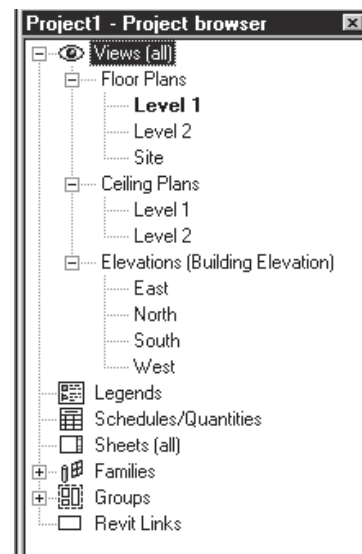 Project1 - Project browser
Views (all)
Floor Plans
Level 1
Level 2
Site
Ceiling Plans
Level 1
Level 2
Elevations (Building Elevation)
East
North
South
West
Legends
Schedules/Quantities
Sheets (all)
Families
Groups
Revit Links